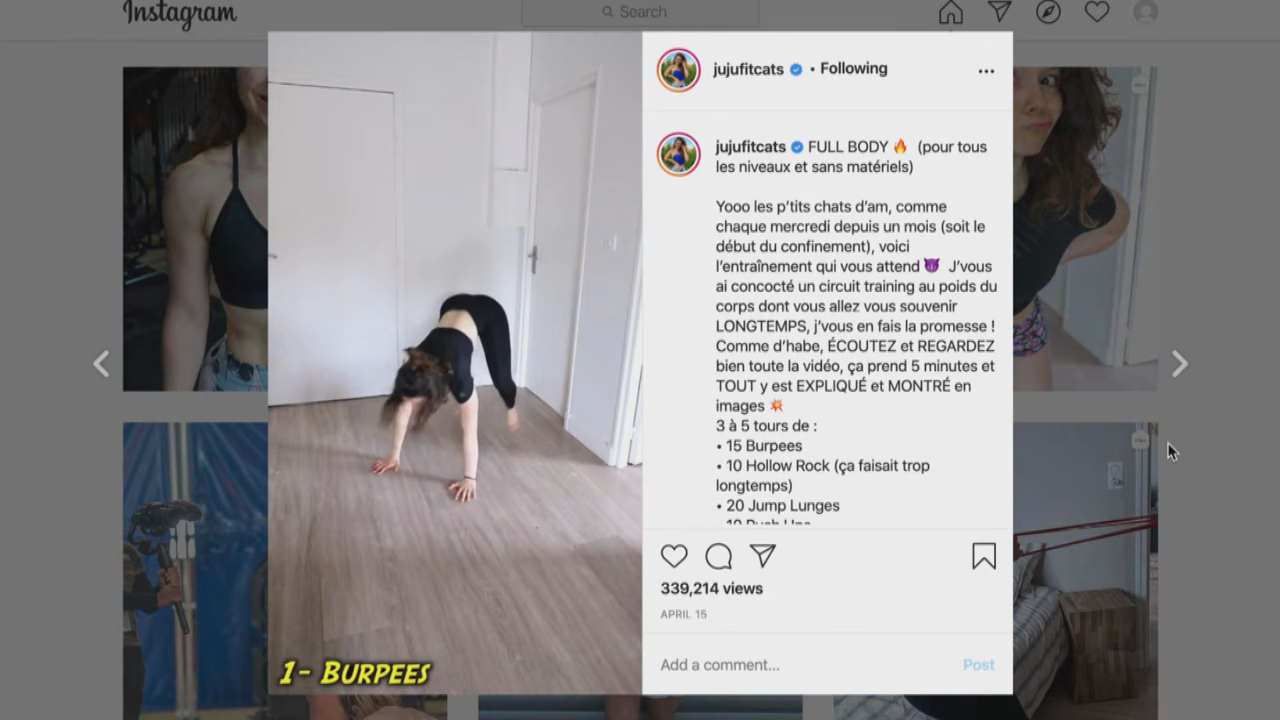 Instagram
Search
jujufitcats • Following
jujufitcats FULL BODY 🔥 (pour tous
les niveaux et sans matériels)
Yooo les p'tits chats d'am, comme
chaque mercredi depuis un mois (soit le
début du confinement), voici
l'entraînement qui vous attend 😈 J'vous
ai concocté un circuit training au poids du
corps dont vous allez vous souvenir
LONGTEMPS, j'vous en fais la promesse !
Comme d'habe, ÉCOUTEZ et REGARDEZ
bien toute la vidéo, ça prend 5 minutes et
TOUT y est EXPLIQUÉ et MONTRÉ en
images 💥
3 à 5 tours de :
• 15 Burpees
• 10 Hollow Rock (ça faisait trop
longtemps)
• 20 Jump Lunges
339,214 views
APRIL 15
Add a comment... Post
1- BURPEES